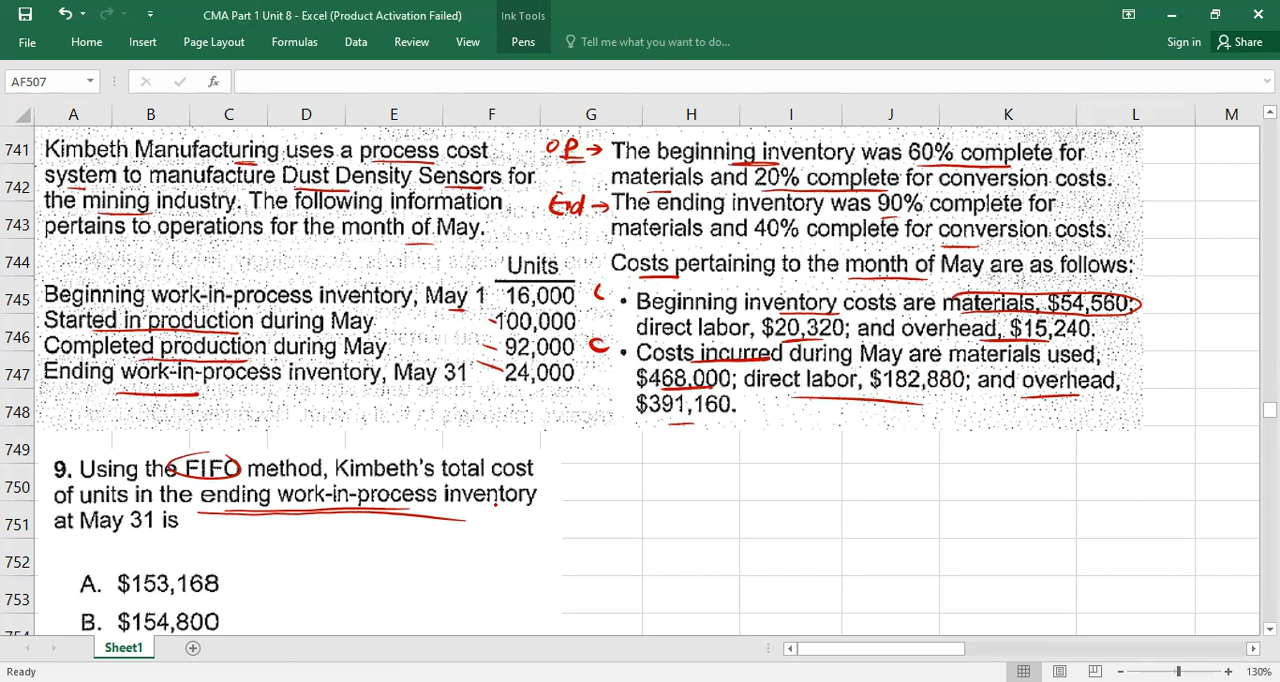 CMA Part 1 Unit 8 - Excel (Product Activation Failed)
Ink Tools
File Home Insert Page Layout Formulas Data Review View Pens Tell me what you want to do... Sign in Share
AF507 fx
A B C D E F G H I J K L M
741
742
743
744
745
746
747
748
749
750
751
752
753
Kimbeth Manufacturing uses a process cost
system to manufacture Dust Density Sensors for
the mining industry. The following information
pertains to operations for the month of May.
Units
Beginning work-in-process inventory, May 1 16,000
Started in production during May 100,000
Completed production during May 92,000
Ending work-in-process inventory, May 31 24,000
OP → The beginning inventory was 60% complete for
materials and 20% complete for conversion costs.
End → The ending inventory was 90% complete for
materials and 40% complete for conversion costs.
Costs pertaining to the month of May are as follows:
• Beginning inventory costs are materials, $54,560;
direct labor, $20,320; and overhead, $15,240.
• Costs incurred during May are materials used,
$468,000; direct labor, $182,880; and overhead,
$391,160.
9. Using the FIFO method, Kimbeth's total cost
of units in the ending work-in-process inventory
at May 31 is
A. $153,168
B. $154,800
Sheet1
Ready
130%